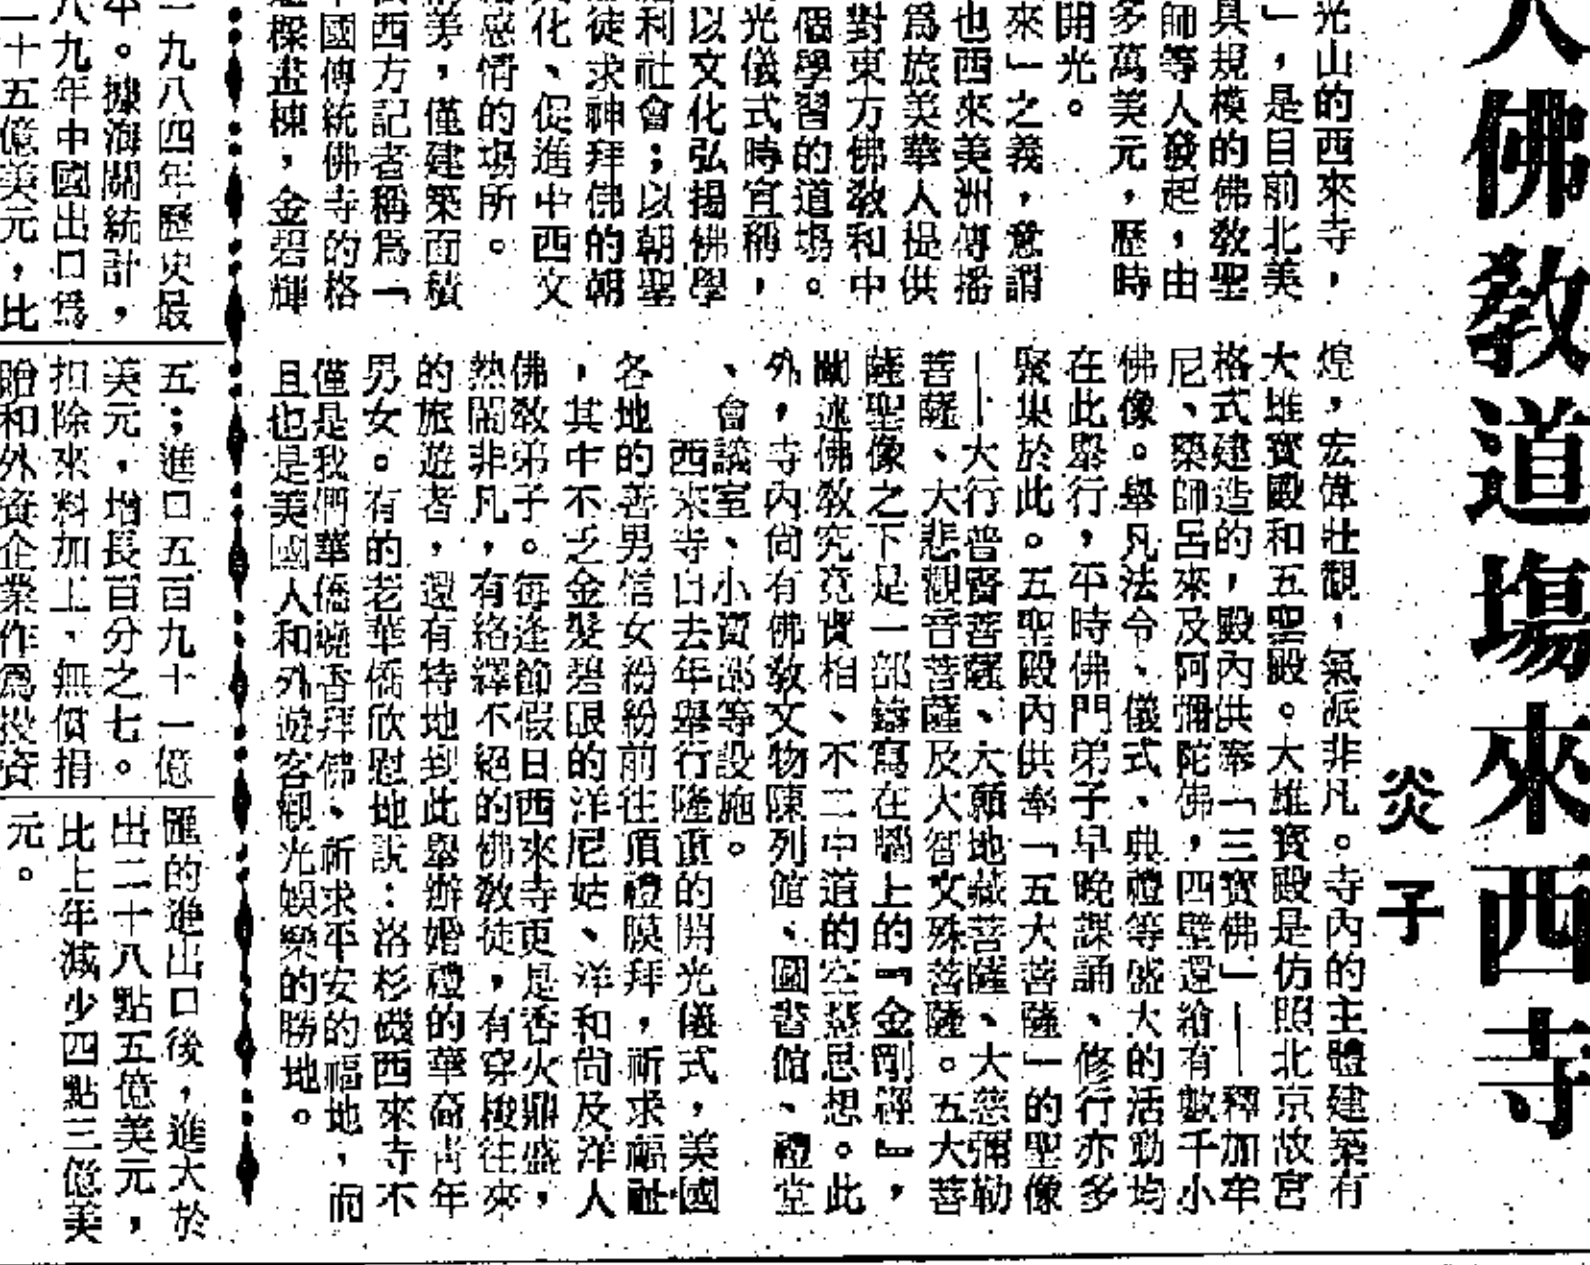 人佛教道場來西寺
炎子
光山的西來寺，
」，是目前北美
具規模的佛教聖
師等人發起，由
多萬美元，歷時
開光。
來」之義，意謂
也西來美洲傳播
爲旅美華人提供
對東方佛教和中
個學習的道場。
光儀式時宣稱，
以文化弘揚佛學
利社會；以朝聖
徒求神拜佛的朝
化、促進中西文
感情的場所。
美，僅建築面積
西方記者稱爲「
國傳統佛寺的格
樑畫棟，金碧輝
煌，宏偉壯觀，氣派非凡。寺內的主體建築有
大雄寶殿和五聖殿。大雄寶殿是仿照北京故宮
格式建造的，殿內供奉「三寶佛」——釋加牟
尼、藥師呂來及阿彌陀佛，四壁還繪有數千小
佛像。舉凡法令、儀式、典禮等盛大的活動均
在此舉行，平時佛門弟子早晚課誦、修行亦多
聚集於此。五聖殿內供奉「五大菩薩」的聖像
——大行普賢菩薩、大願地藏菩薩、大慈彌勒
菩薩、大悲觀音菩薩及大智文殊菩薩。五大菩
薩聖像之下是一部鑄寫在牆上的『金剛經』，
闡述佛教究竟實相、不二中道的空慧思想。此
外，寺內尚有佛教文物陳列館、圖書館、禮堂
、會議室、小賣部等設施。
西來寺自去年舉行隆重的開光儀式，美國
各地的善男信女紛紛前往頂禮膜拜，祈求福祉
，其中不乏金髮碧眼的洋尼姑、洋和尚及洋人
佛教弟子。每逢節假日西來寺更是香火鼎盛，
熱鬧非凡，有絡繹不絕的佛教徒，有穿梭往來
的旅遊者，還有特地到此舉辦婚禮的華裔青年
男女。有的老華僑欣慰地說：洛杉磯西來寺不
僅是我們華僑燒香拜佛、祈求平安的福地，而
且也是美國人和外遊客觀光娛樂的勝地。
一九八四年歷史最
中。據海關統計，
八九年中國出口爲
二十五億美元，比
五；進口五百九十一億
美元，增長百分之七。
扣除來料加工、無償捐
贈和外資企業作爲投資
匯的進出口後，進大於
出二十八點五億美元，
比上年減少四點三億美
元。